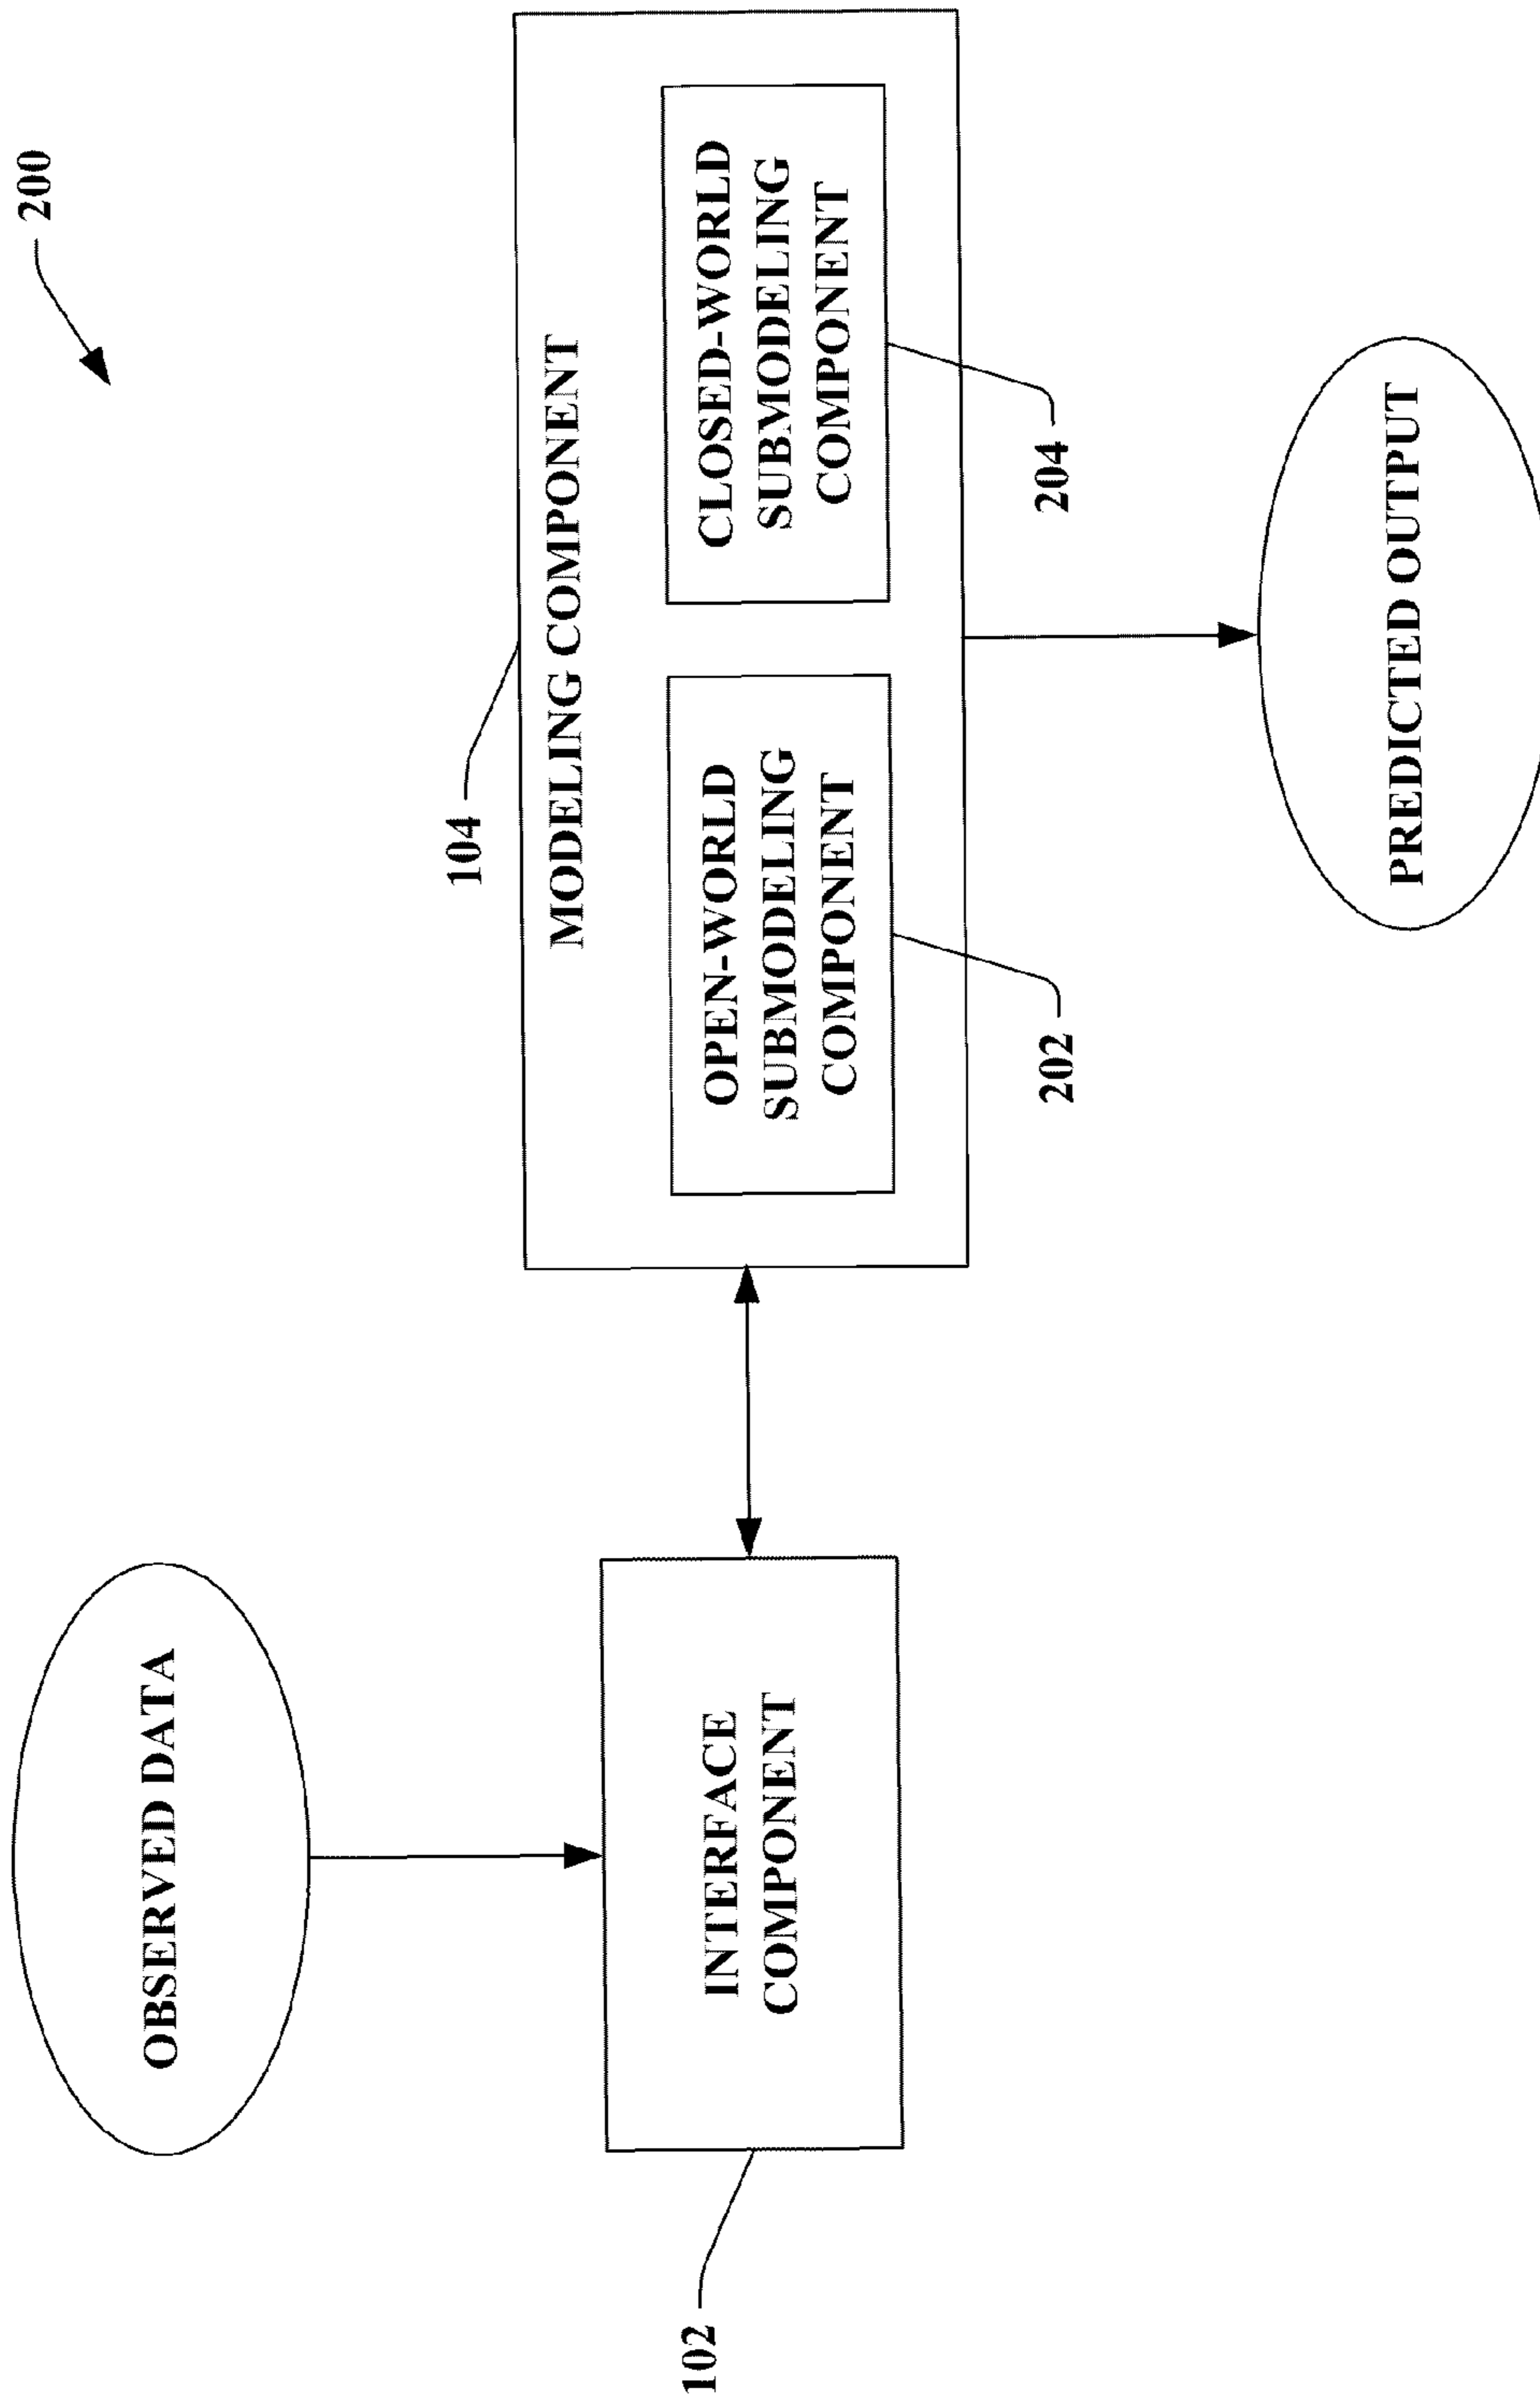 200
OBSERVED DATA
104
MODELING COMPONENT
INTERFACE
COMPONENT
OPEN-WORLD
SUBMODELING
COMPONENT
CLOSED-WORLD
SUBMODELING
COMPONENT
102
202
204
PREDICTED OUTPUT